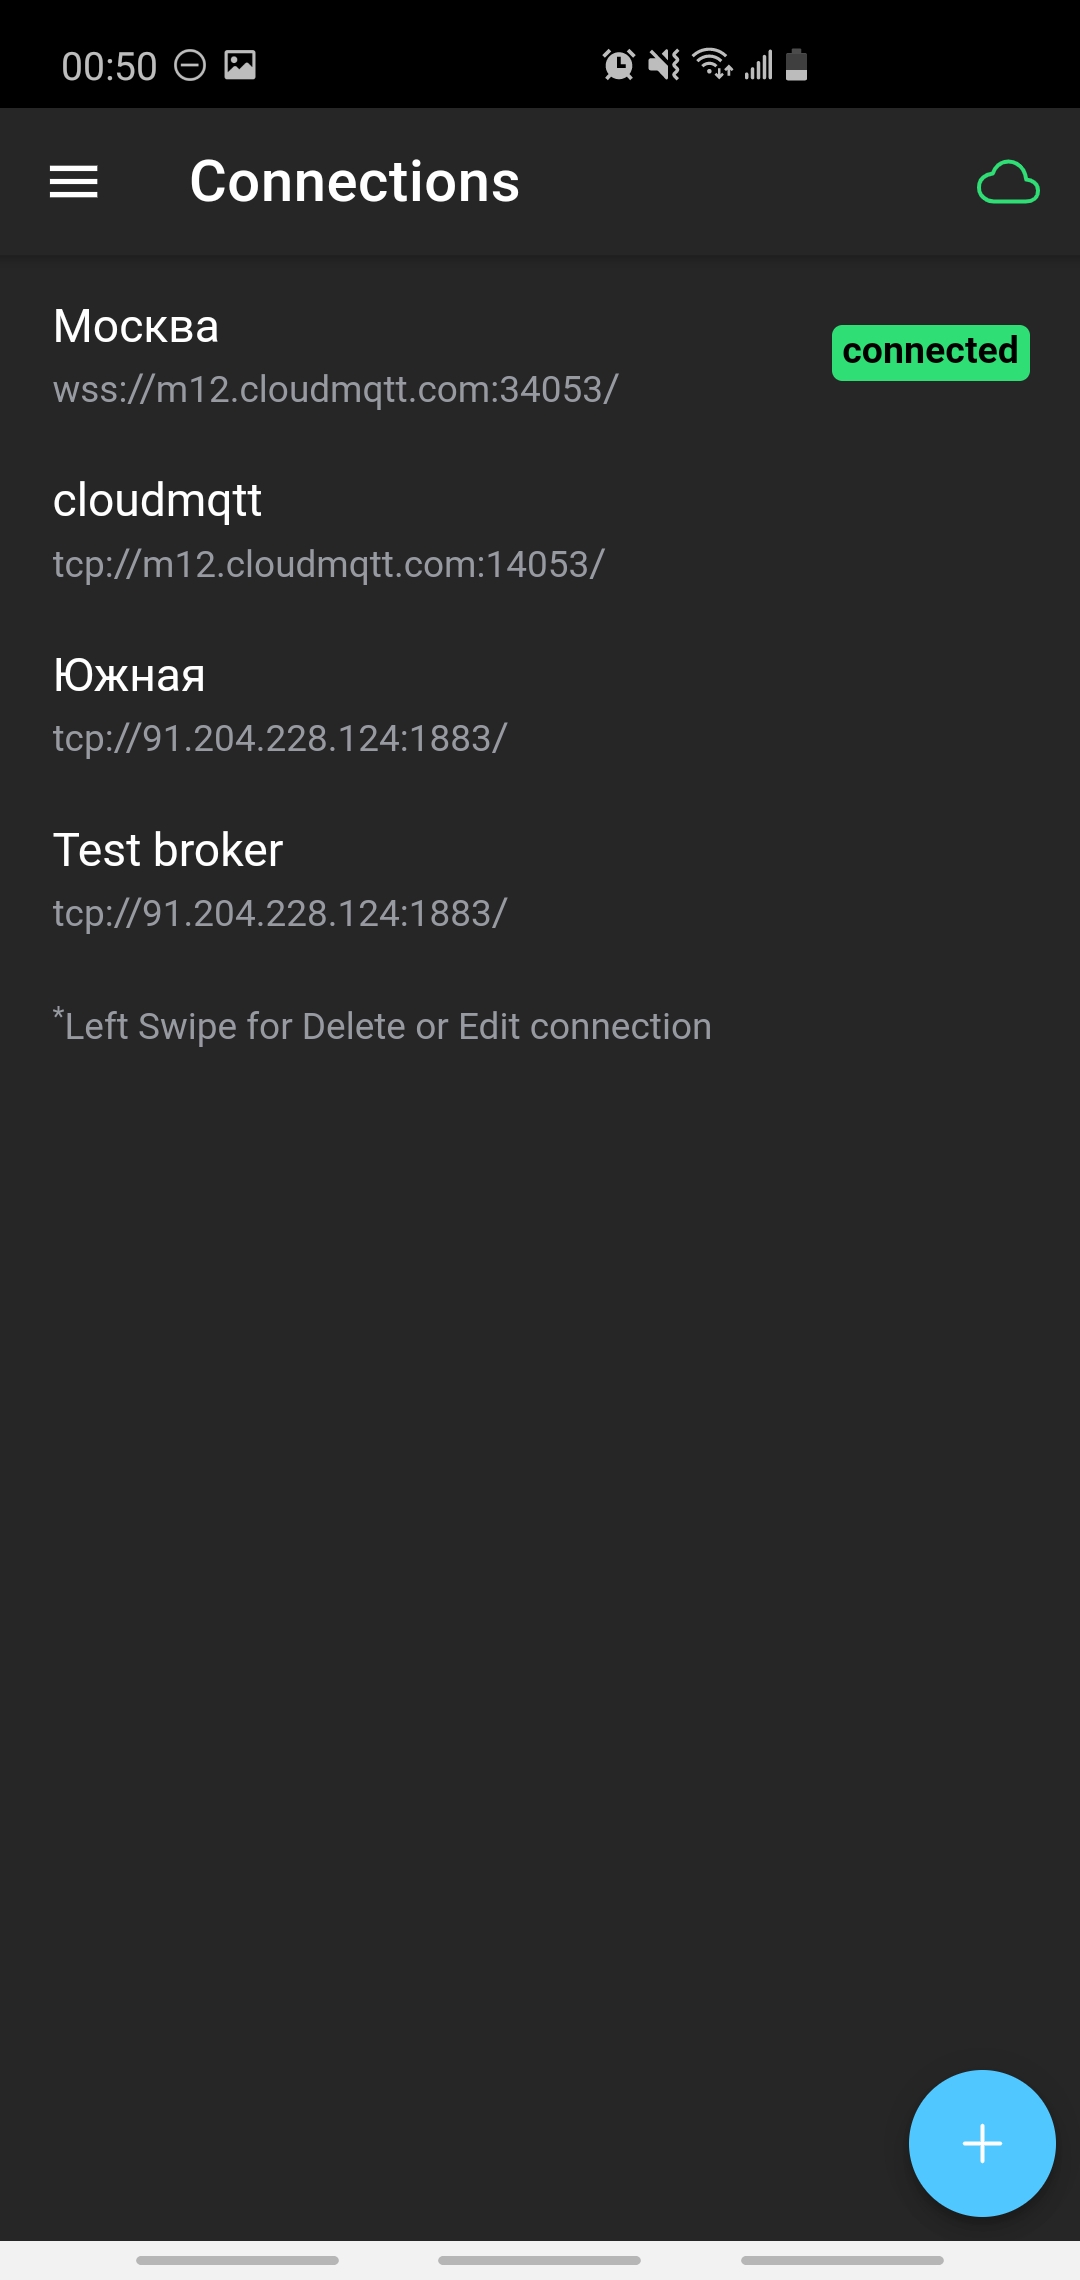 00:50
Connections
Москва
connected
wss://m12.cloudmqtt.com:34053/
cloudmqtt
tcp://m12.cloudmqtt.com:14053/
Южная
tcp://91.204.228.124:1883/
Test broker
tcp://91.204.228.124:1883/
*Left Swipe for Delete or Edit connection